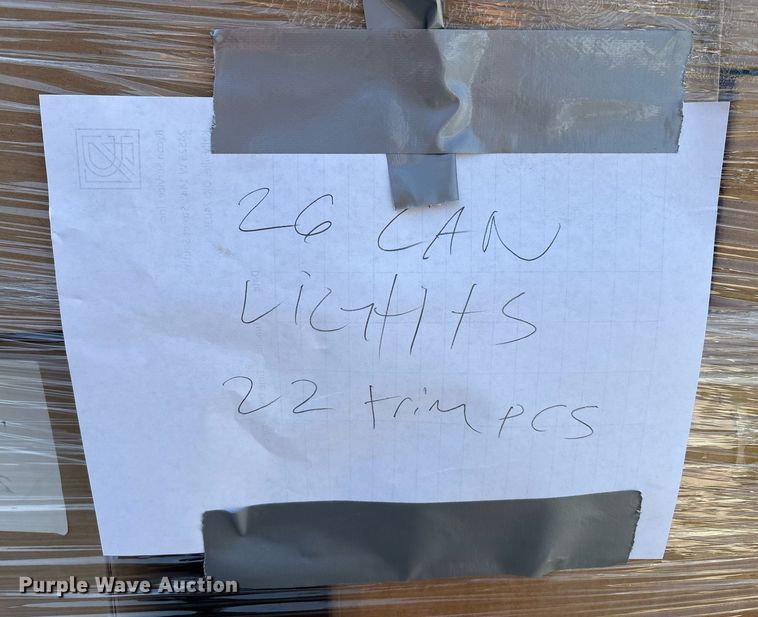 26 CAN
LIGHTS
22 trim PCS
Purple Wave Auction